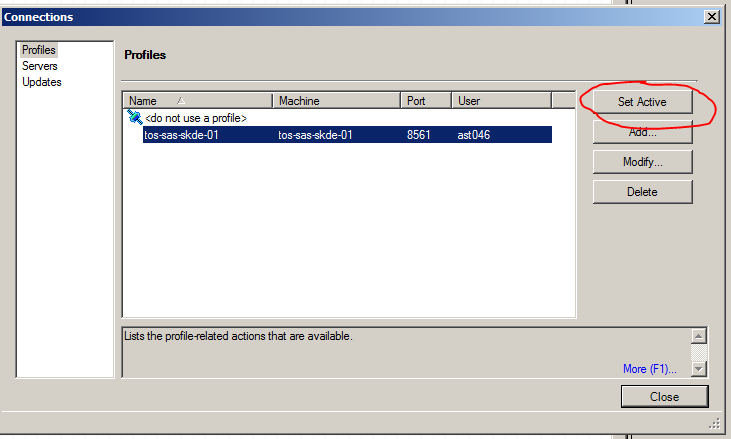 Connections
Profiles
Servers
Updates
Profiles
Name Machine Port User
<do not use a profile>
tos-sas-skde-01 tos-sas-skde-01 8561 ast046
Set Active
Add...
Modify...
Delete
Lists the profile-related actions that are available.
More (F1)...
Close